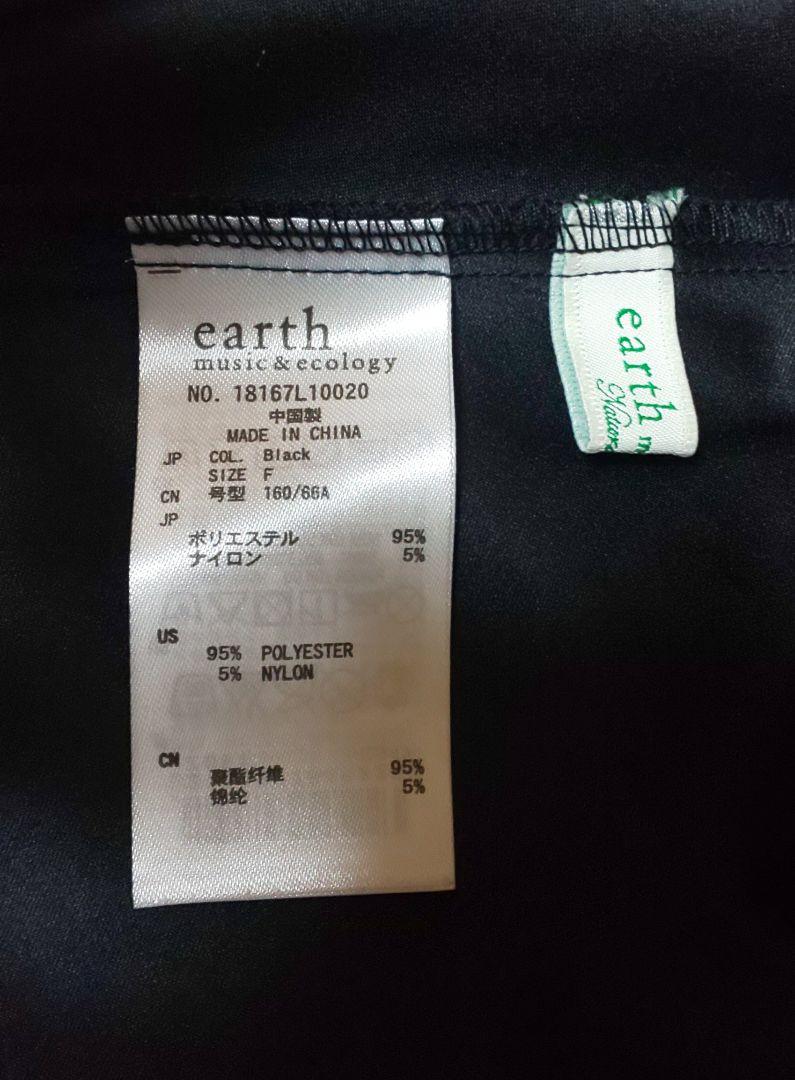 earth
music & ecology
NO. 18167L10020
中国製
MADE IN CHINA
JP COL. Black
SIZE F
CN 号型 160/66A
JP
ポリエステル 95%
ナイロン 5%
US
95% POLYESTER
5% NYLON
CN
聚酯纤维 95%
锦纶 5%
earth